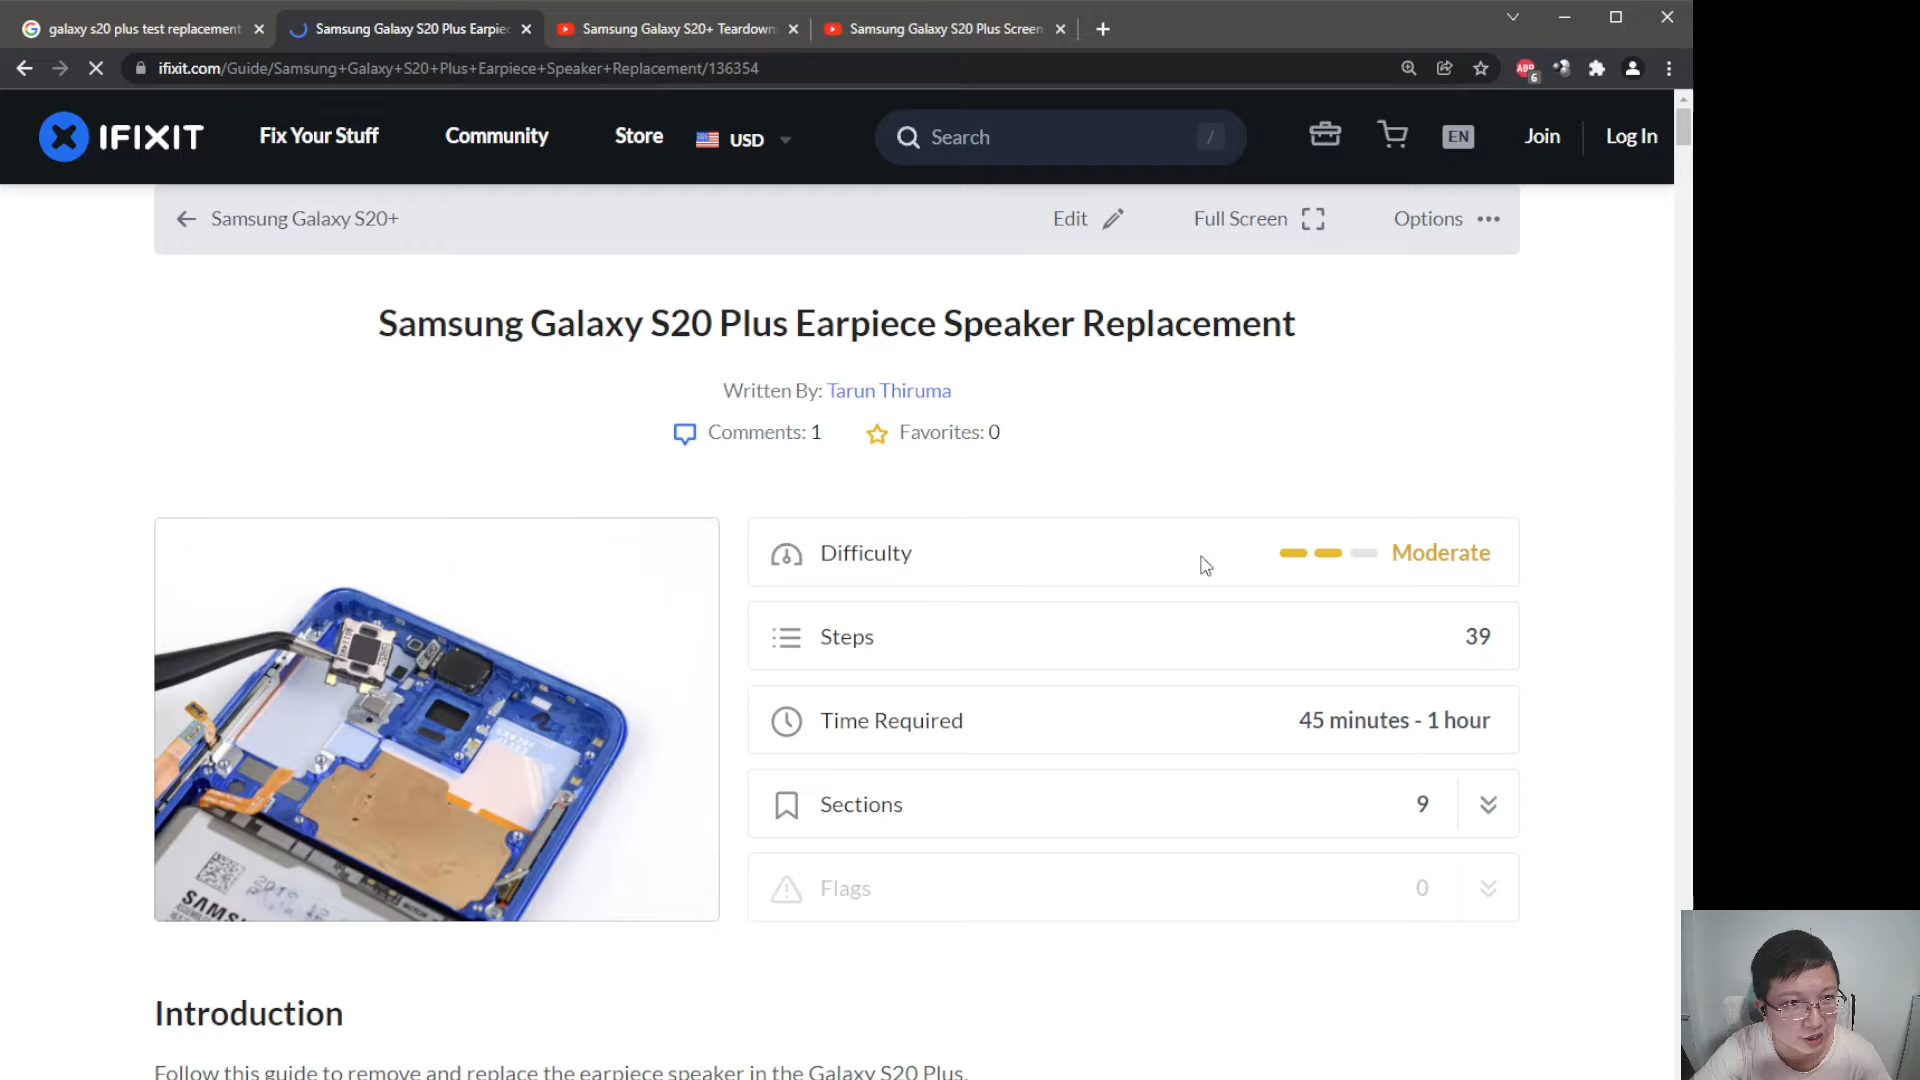 galaxy s20 plus test replacement
Samsung Galaxy S20 Plus Earpiec
Samsung Galaxy S20+ Teardown
Samsung Galaxy S20 Plus Screen
ifixit.com/Guide/Samsung+Galaxy+S20+Plus+Earpiece+Speaker+Replacement/136354
ABP
6
IFIXIT
Fix Your Stuff
Community
Store
USD
Search
/
EN
Join
Log In
Samsung Galaxy S20+
Edit
Full Screen
Options
Samsung Galaxy S20 Plus Earpiece Speaker Replacement
Written By: Tarun Thiruma
Comments: 1
Favorites: 0
Difficulty
Moderate
Steps
39
Time Required
45 minutes - 1 hour
Sections
9
Flags
0
SAMS
Introduction
Follow this guide to remove and replace the earpiece speaker in the Galaxy S20 Plus.